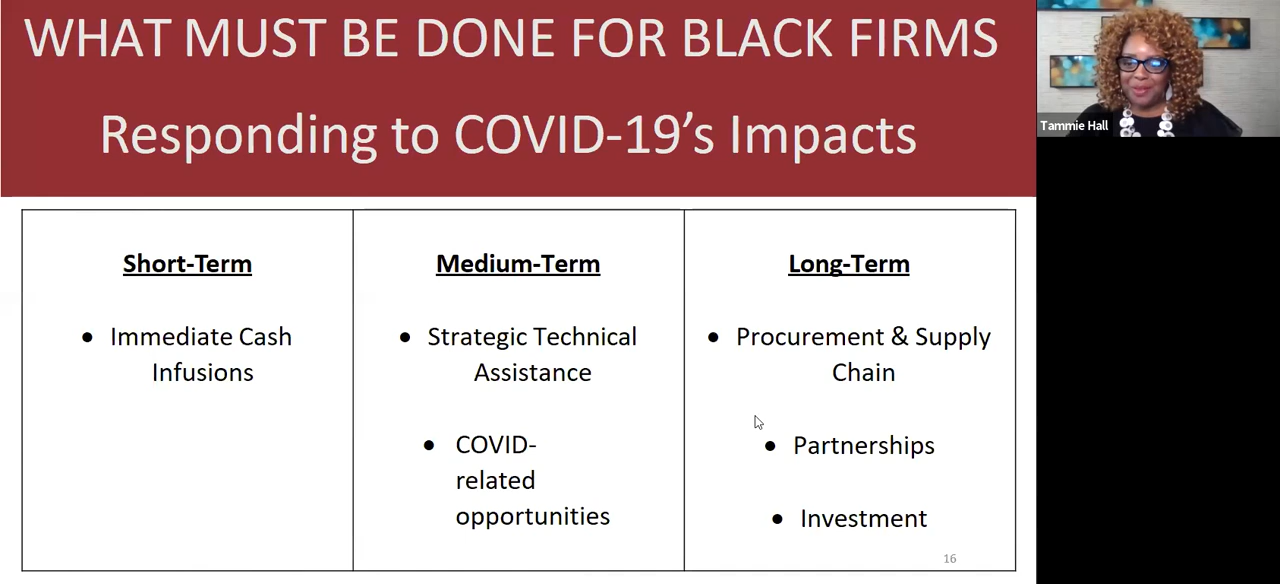 WHAT MUST BE DONE FOR BLACK FIRMS
Responding to COVID-19’s Impacts
Tammie Hall
Short-Term
• Immediate Cash
Infusions
Medium-Term
• Strategic Technical
Assistance
• COVID-
related
opportunities
Long-Term
• Procurement & Supply
Chain
• Partnerships
• Investment
16